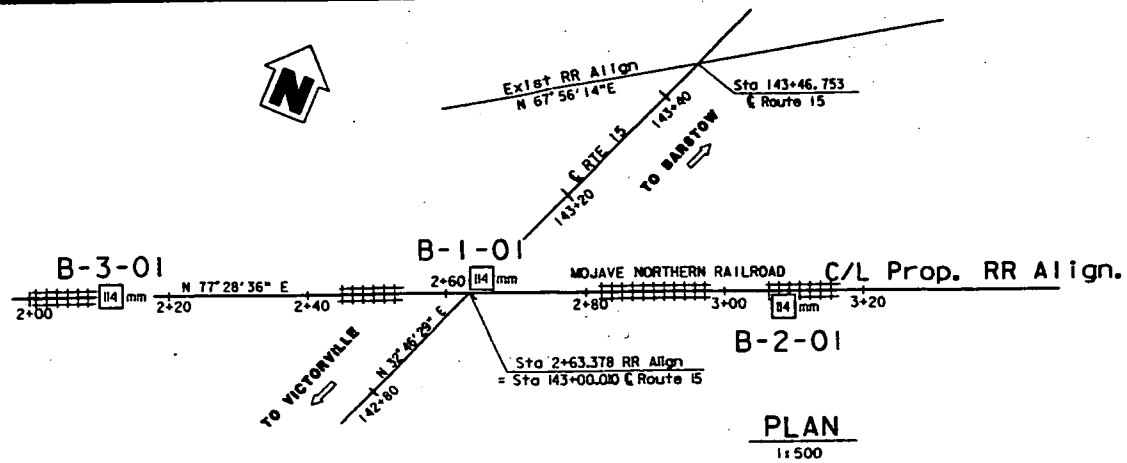 N
Exist RR Align
N 67°56'14"E
Sta 143+46.753
℄ Route 15
143+40
℄ RTE 15
TO BARSTOW
143+20
B-3-01
114 mm
N 77°28'36" E
2+00
2+20
2+40
B-1-01
2+60
114 mm
MOJAVE NORTHERN RAILROAD
C/L Prop. RR Align.
2+80
3+00
114 mm
3+20
B-2-01
N 32°46'29" E
TO VICTORVILLE
142+80
Sta 2+63.378 RR Align
= Sta 143+00.010 ℄ Route 15
PLAN
1:500